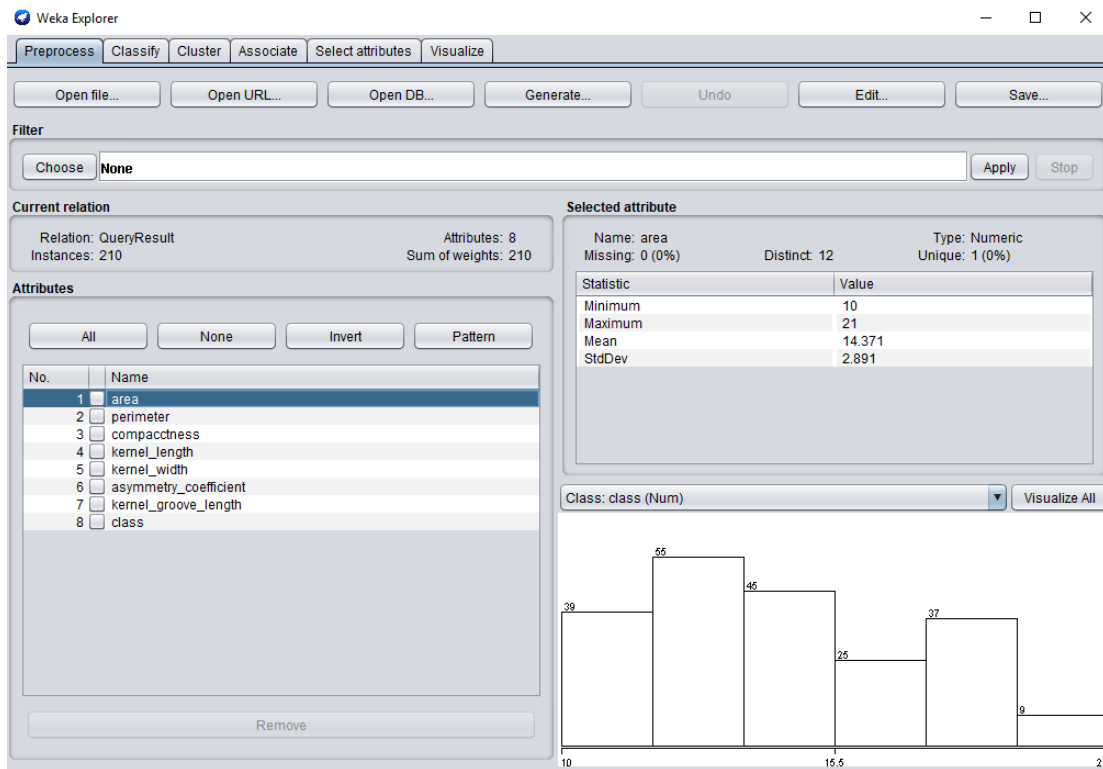 Weka Explorer
Preprocess Classify Cluster Associate Select attributes Visualize
Open file... Open URL... Open DB... Generate... Undo Edit... Save...
Filter
Choose None Apply Stop
Current relation
Relation: QueryResult Attributes: 8
Instances: 210 Sum of weights: 210
Attributes
All None Invert Pattern
No. Name
1 area
2 perimeter
3 compacctness
4 kernel_length
5 kernel_width
6 asymmetry_coefficient
7 kernel_groove_length
8 class
Remove
Selected attribute
Name: area Type: Numeric
Missing: 0 (0%) Distinct: 12 Unique: 1 (0%)
Statistic Value
Minimum 10
Maximum 21
Mean 14.371
StdDev 2.891
Class: class (Num) Visualize All
39 55 45 25 37 9
10 15.5 2